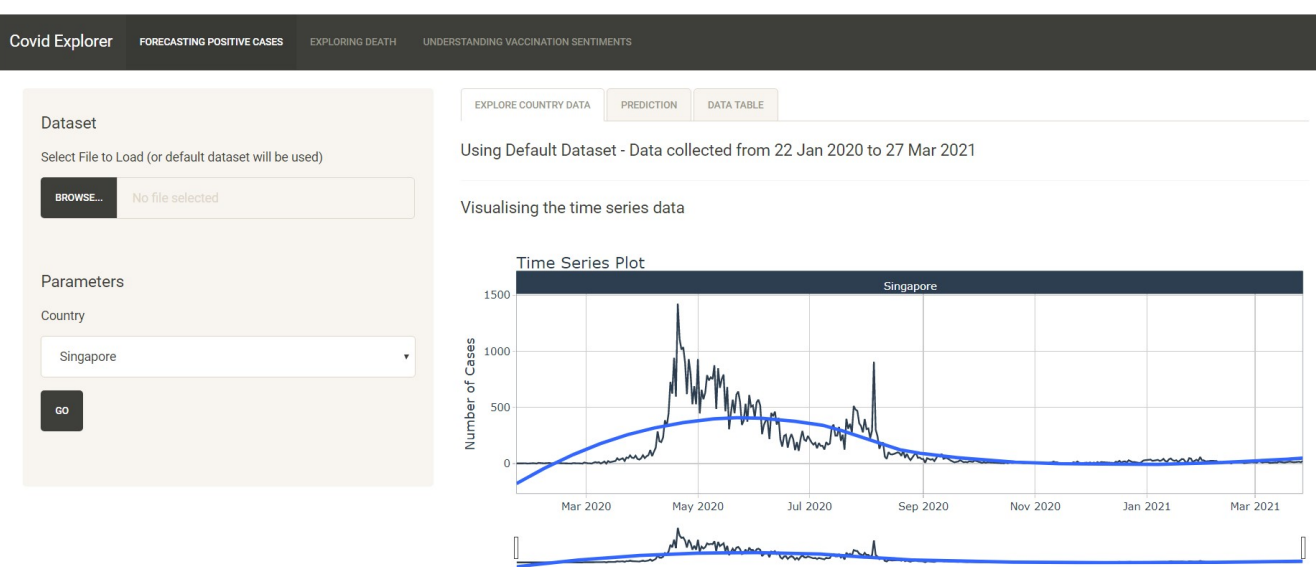 Covid Explorer FORECASTING POSITIVE CASES EXPLORING DEATH UNDERSTANDING VACCINATION SENTIMENTS
Dataset
Select File to Load (or default dataset will be used)
BROWSE... No file selected
Parameters
Country
Singapore
GO
EXPLORE COUNTRY DATA PREDICTION DATA TABLE
Using Default Dataset - Data collected from 22 Jan 2020 to 27 Mar 2021
Visualising the time series data
Time Series Plot
Singapore
Number of Cases
1500
1000
500
0
Mar 2020 May 2020 Jul 2020 Sep 2020 Nov 2020 Jan 2021 Mar 2021